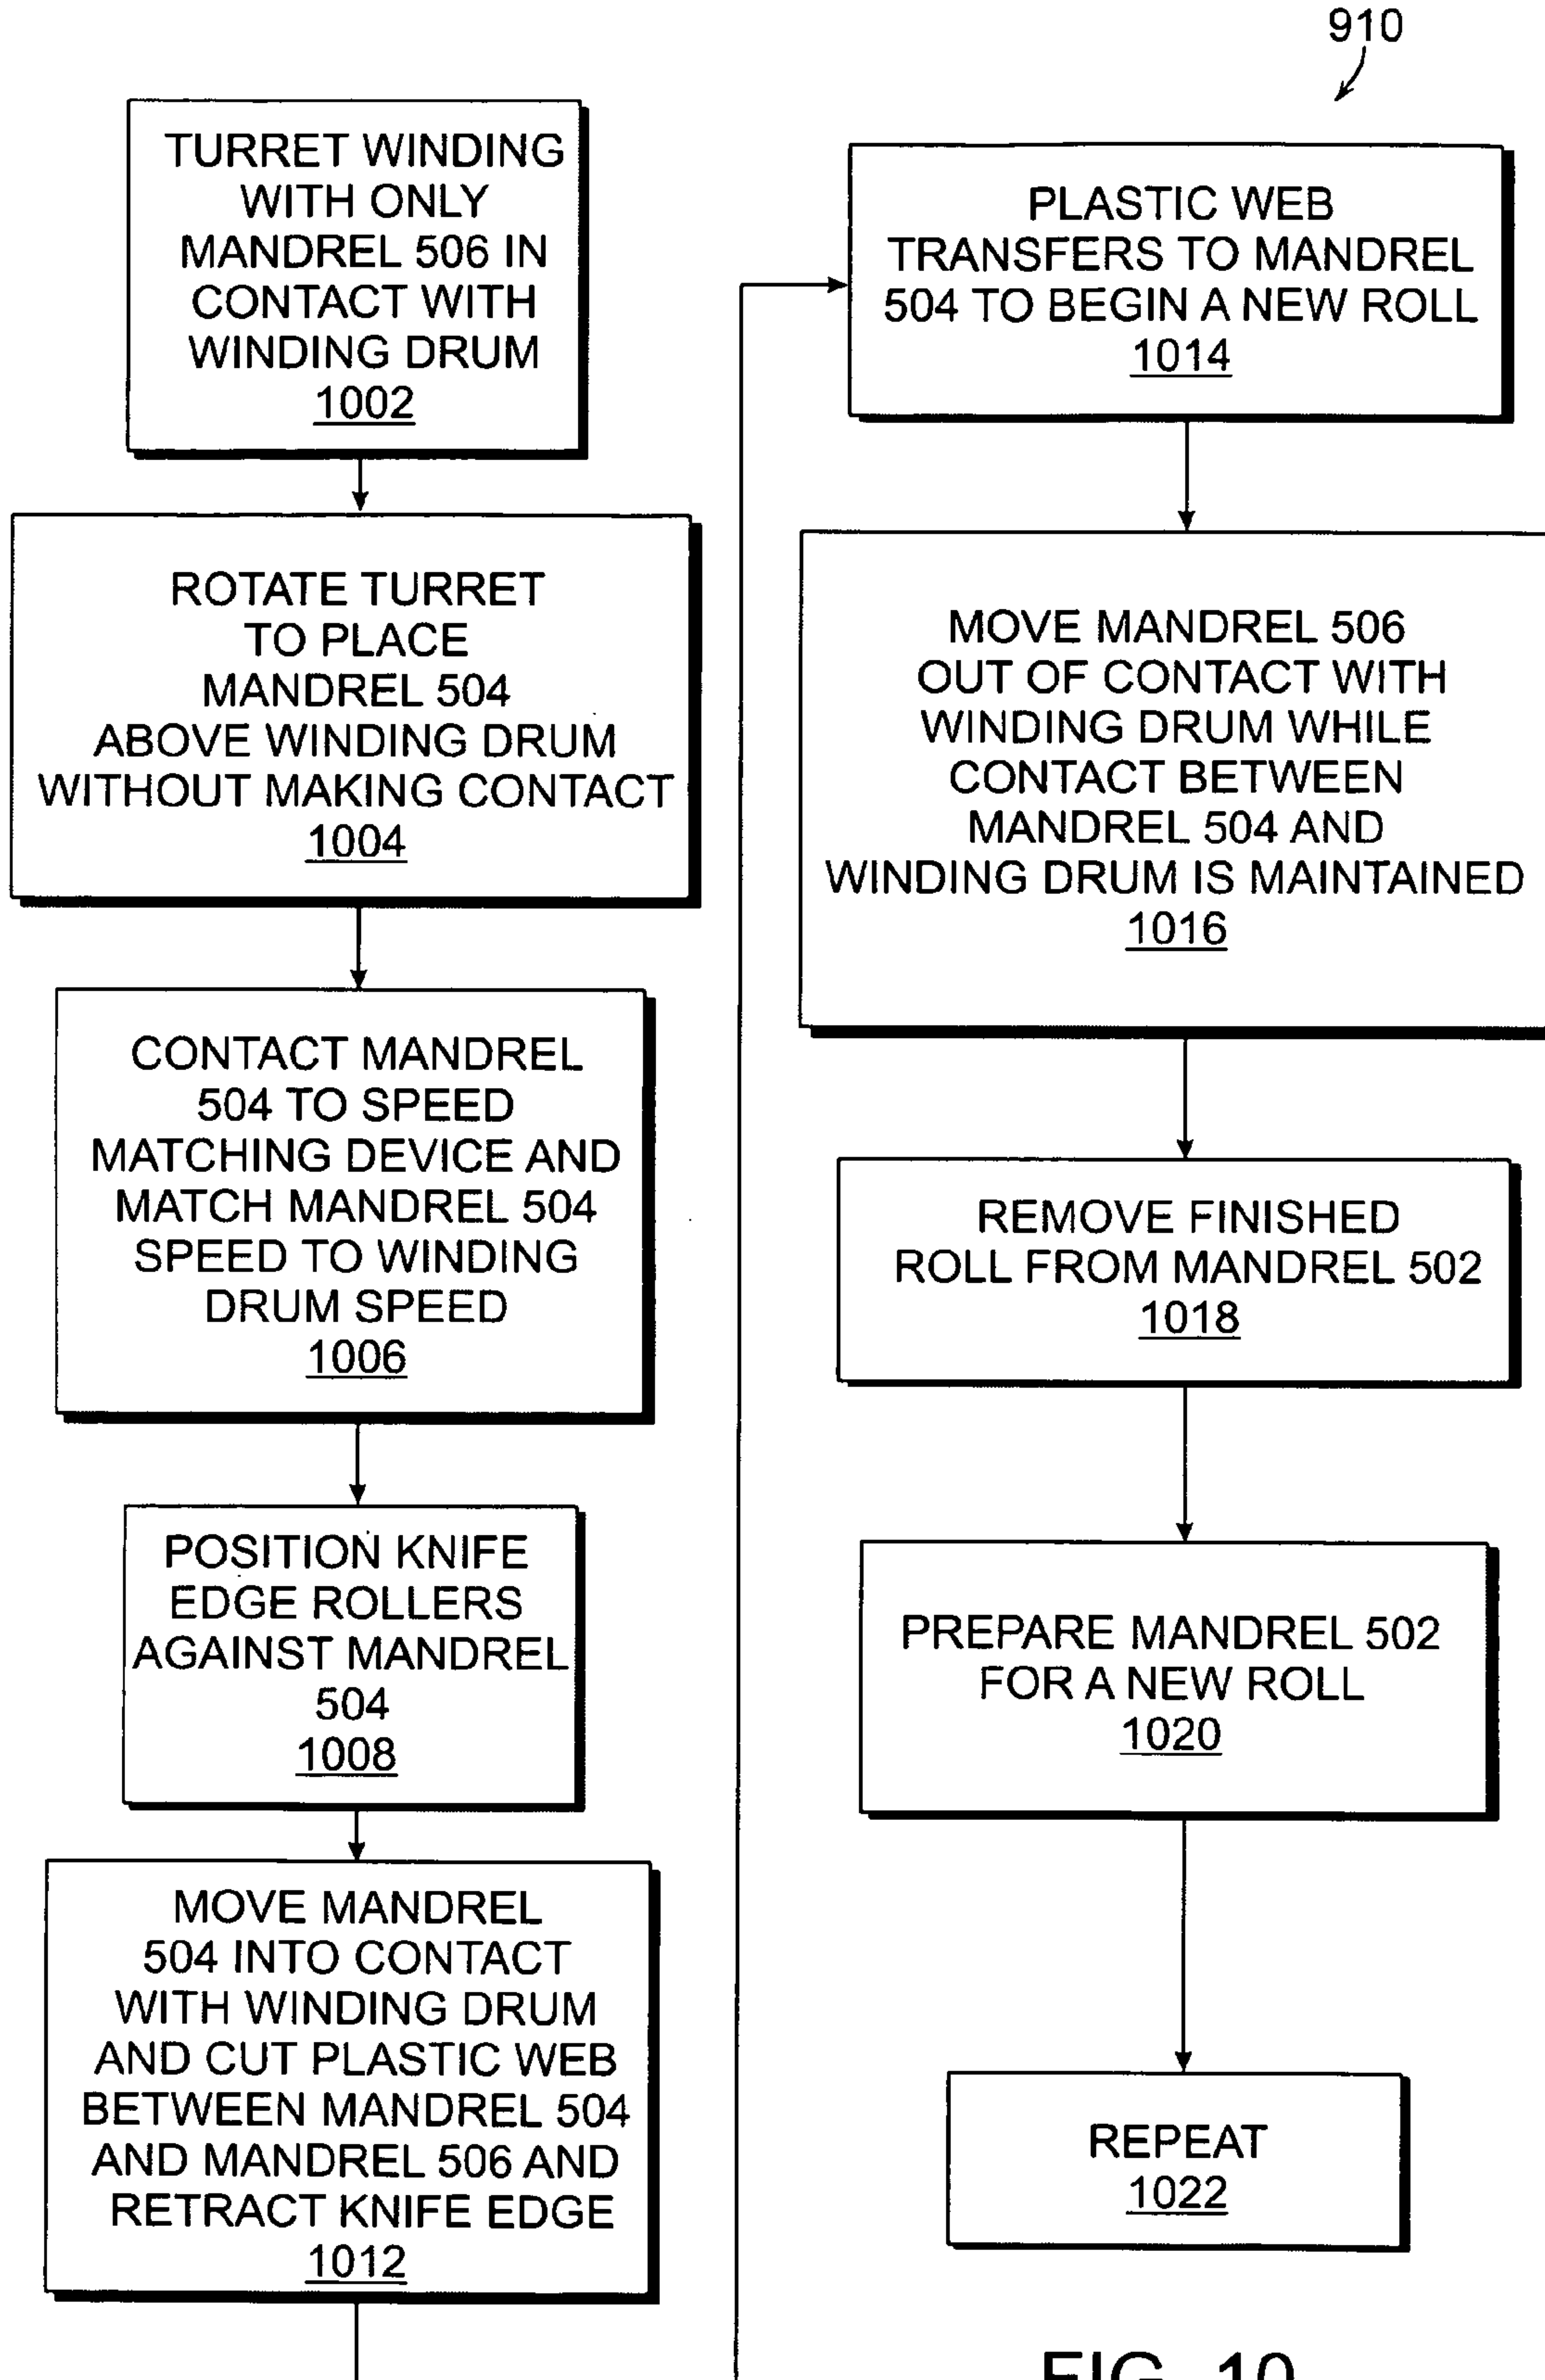 910
TURRET WINDING
WITH ONLY
MANDREL 506 IN
CONTACT WITH
WINDING DRUM
1002
ROTATE TURRET
TO PLACE
MANDREL 504
ABOVE WINDING DRUM
WITHOUT MAKING CONTACT
1004
CONTACT MANDREL
504 TO SPEED
MATCHING DEVICE AND
MATCH MANDREL 504
SPEED TO WINDING
DRUM SPEED
1006
POSITION KNIFE
EDGE ROLLERS
AGAINST MANDREL
504
1008
MOVE MANDREL
504 INTO CONTACT
WITH WINDING DRUM
AND CUT PLASTIC WEB
BETWEEN MANDREL 504
AND MANDREL 506 AND
RETRACT KNIFE EDGE
1012
PLASTIC WEB
TRANSFERS TO MANDREL
504 TO BEGIN A NEW ROLL
1014
MOVE MANDREL 506
OUT OF CONTACT WITH
WINDING DRUM WHILE
CONTACT BETWEEN
MANDREL 504 AND
WINDING DRUM IS MAINTAINED
1016
REMOVE FINISHED
ROLL FROM MANDREL 502
1018
PREPARE MANDREL 502
FOR A NEW ROLL
1020
REPEAT
1022
FIG. 10